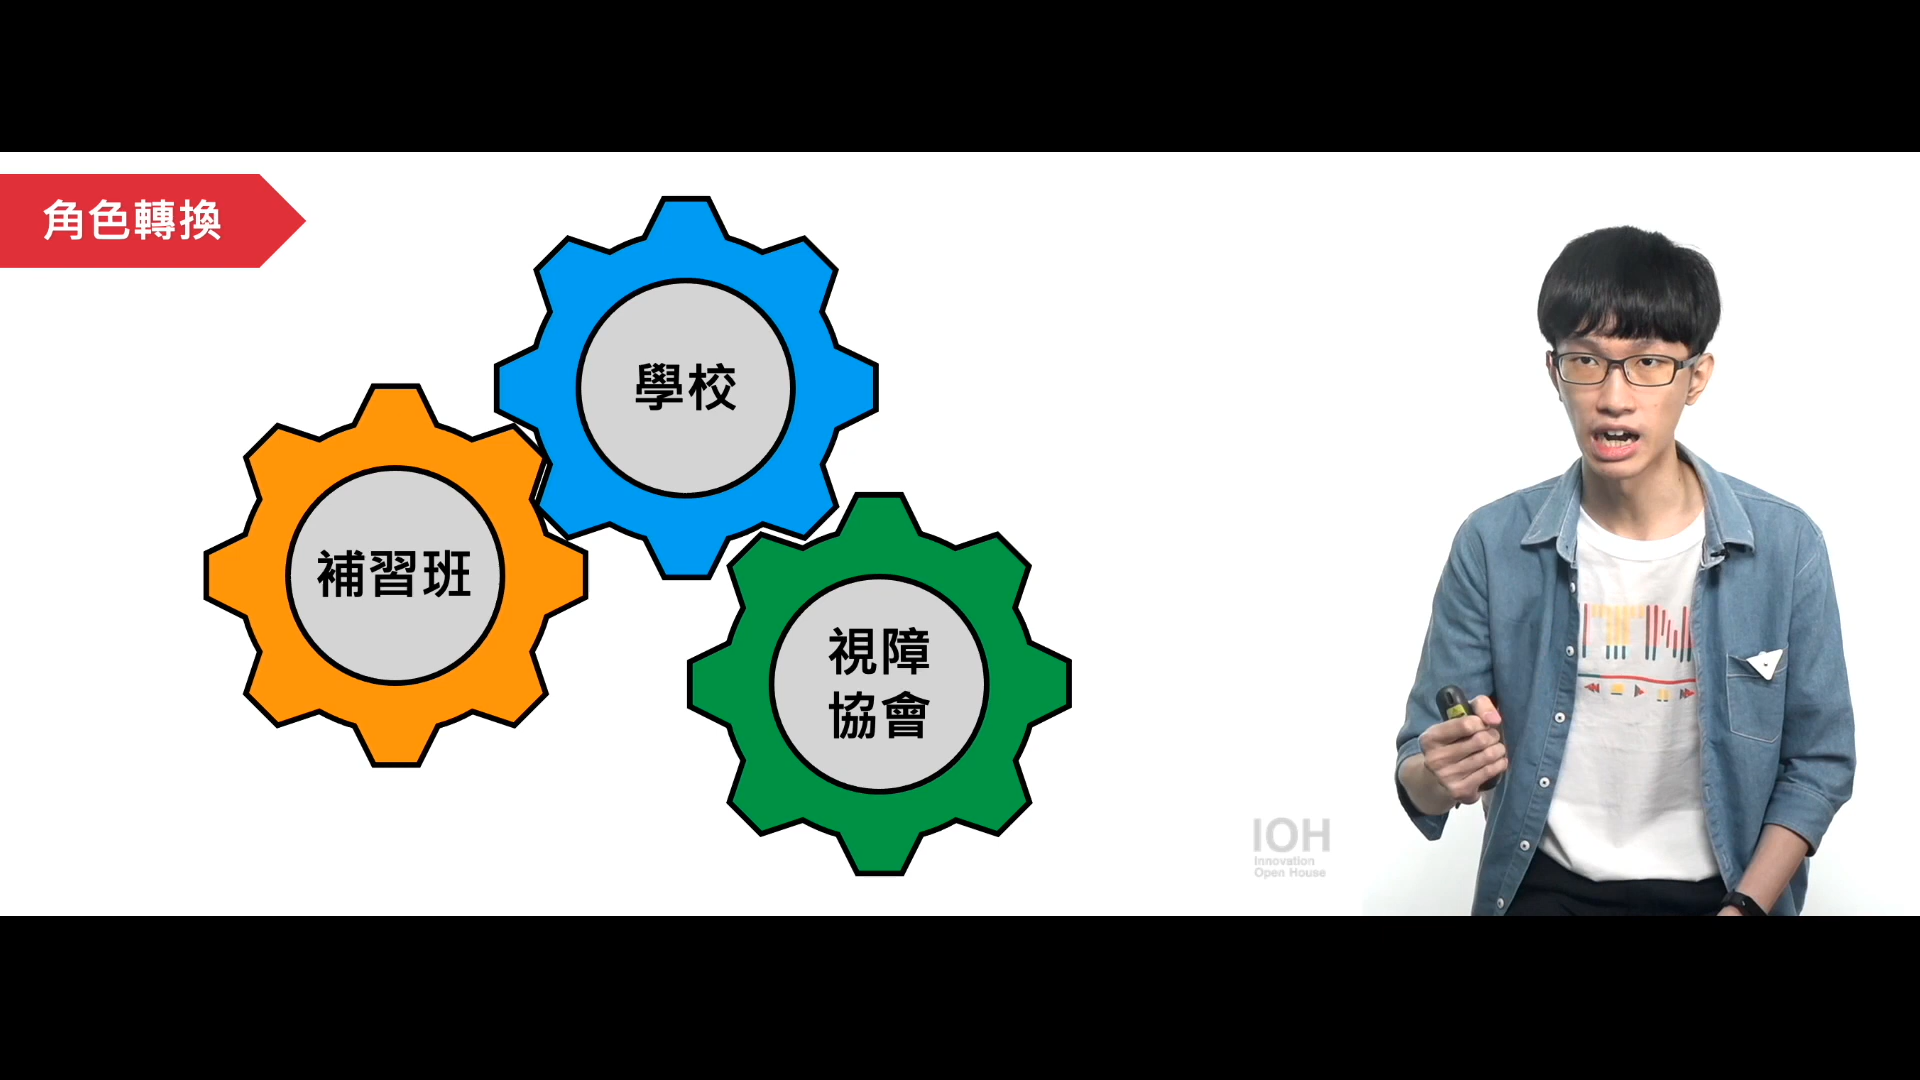 角色轉換
學校
補習班
視障
協會
IOH
Innovation
Open House